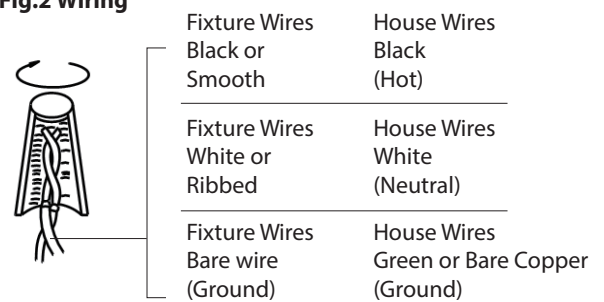 Fig.2 Wiring
Fixture Wires House Wires
Black or Black
Smooth (Hot)
Fixture Wires House Wires
White or White
Ribbed (Neutral)
Fixture Wires House Wires
Bare wire Green or Bare Copper
(Ground) (Ground)